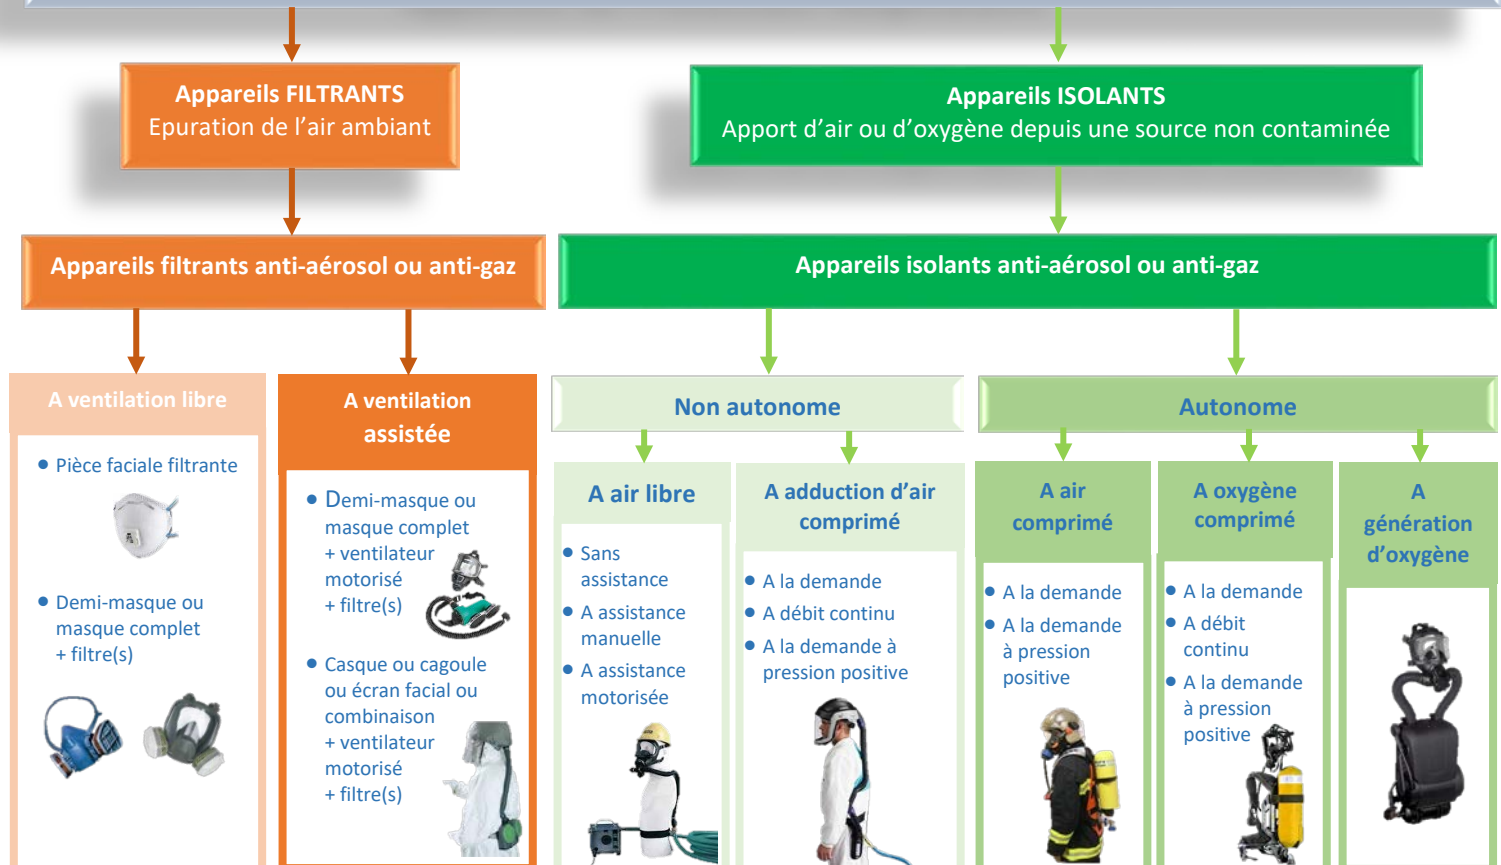 Appareils FILTRANTS
Epuration de l'air ambiant
Appareils ISOLANTS
Apport d'air ou d'oxygène depuis une source non contaminée
Appareils filtrants anti-aérosol ou anti-gaz
Appareils isolants anti-aérosol ou anti-gaz
A ventilation libre
• Pièce faciale filtrante
• Demi-masque ou
masque complet
+ filtre(s)
A ventilation
assistée
• Demi-masque ou
masque complet
+ ventilateur
motorisé
+ filtre(s)
• Casque ou cagoule
ou écran facial ou
combinaison
+ ventilateur
motorisé
+ filtre(s)
Non autonome
A air libre
• Sans
assistance
• A assistance
manuelle
• A assistance
motorisée
A adduction d'air
comprimé
• A la demande
• A débit continu
• A la demande à
pression positive
Autonome
A air
comprimé
• A la demande
• A la demande
à pression
positive
A oxygène
comprimé
• A la demande
• A débit
continu
• A la demande
à pression
positive
A
génération
d'oxygène